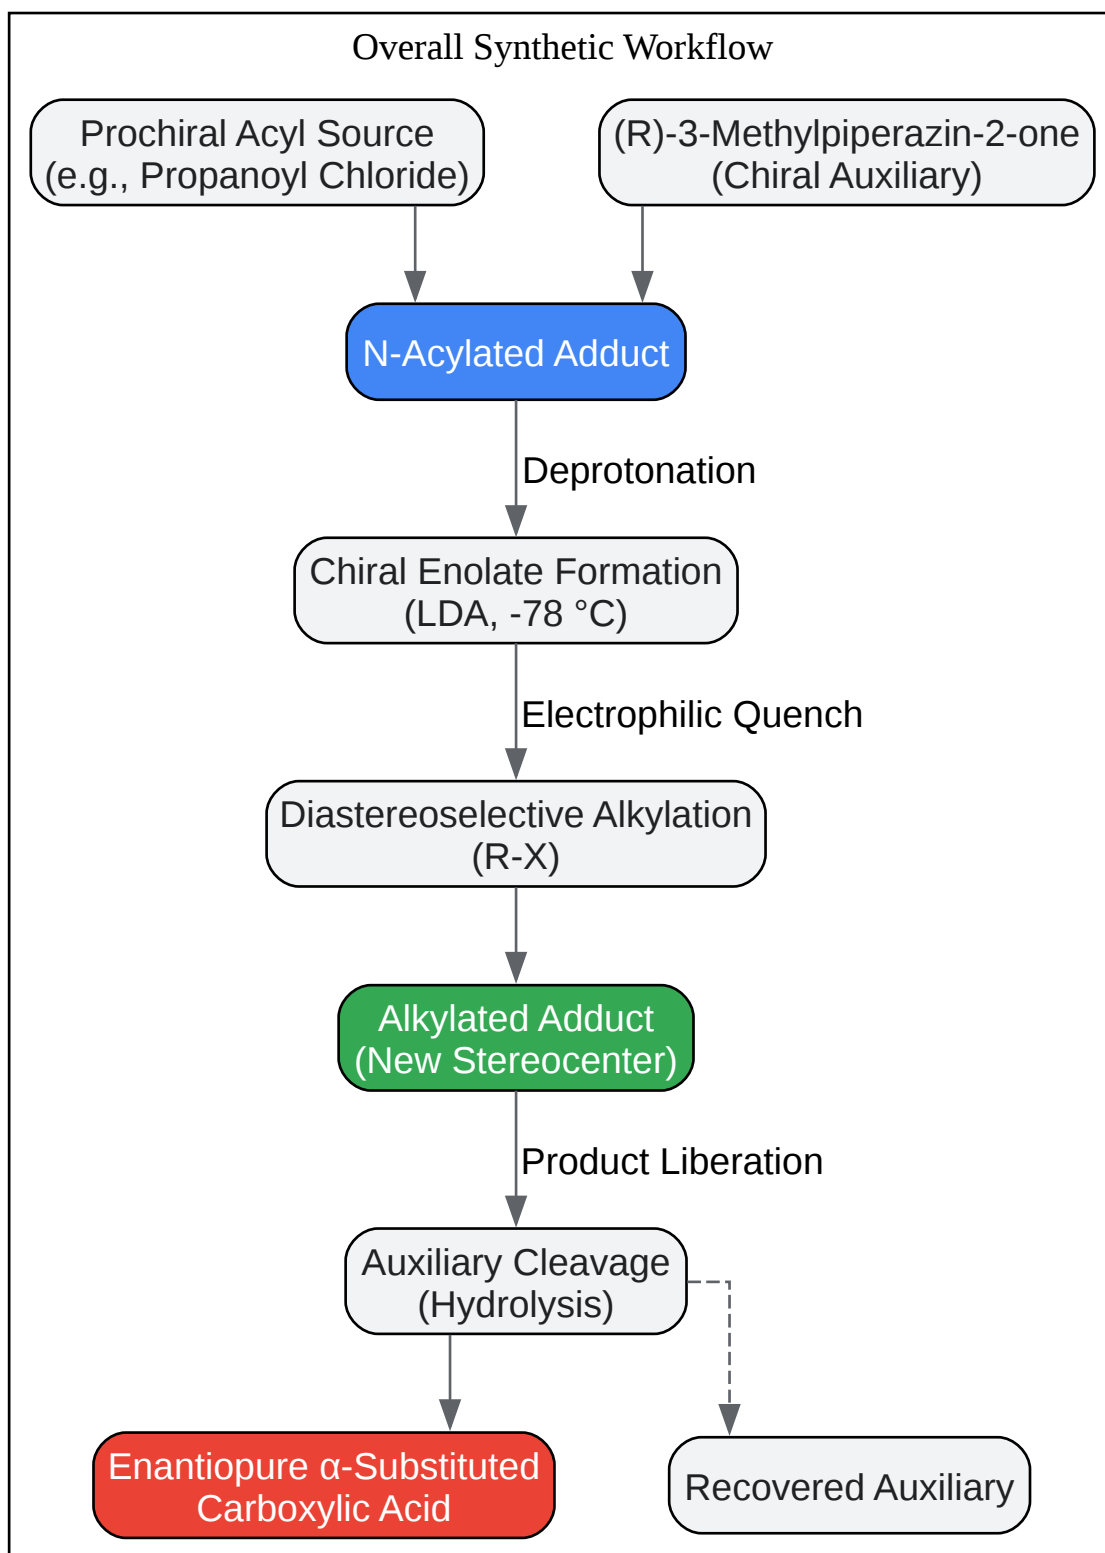 Overall Synthetic Workflow
Prochiral Acyl Source
(e.g., Propanoyl Chloride)
(R)-3-Methylpiperazin-2-one
(Chiral Auxiliary)
N-Acylated Adduct
Deprotonation
Chiral Enolate Formation
(LDA, -78 °C)
Electrophilic Quench
Diastereoselective Alkylation
(R-X)
Alkylated Adduct
(New Stereocenter)
Product Liberation
Auxiliary Cleavage
(Hydrolysis)
Enantiopure α-Substituted
Carboxylic Acid
Recovered Auxiliary